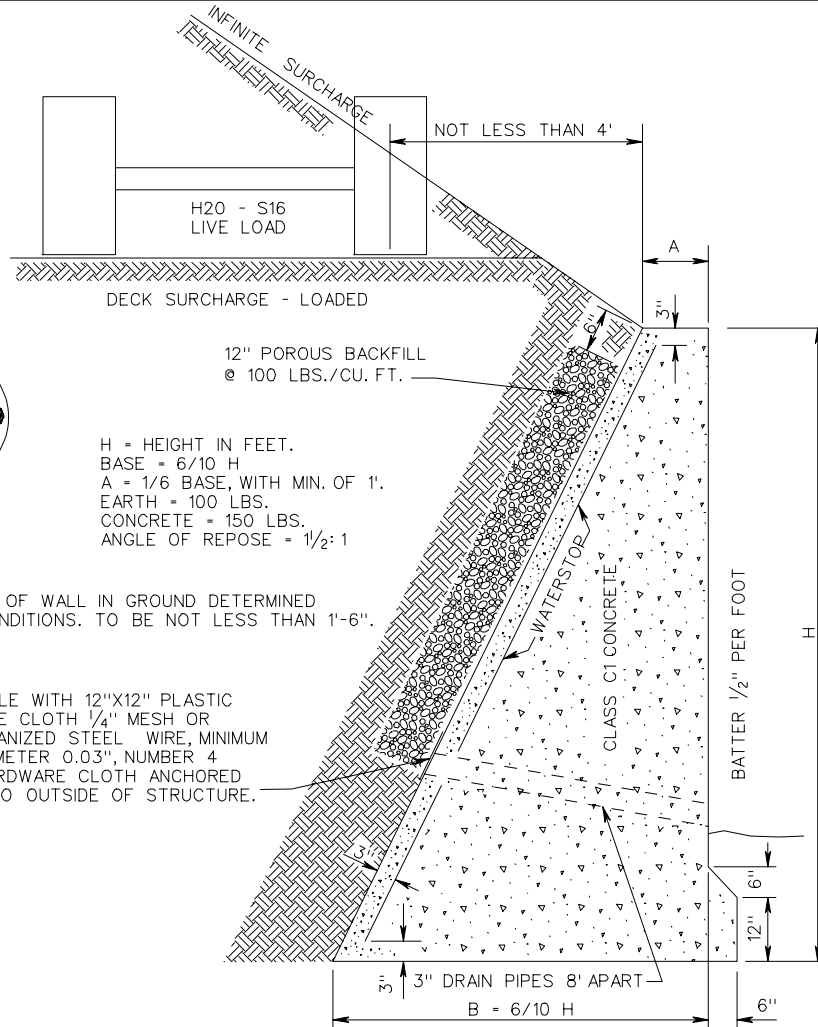 INFINITE SURCHARGE
NOT LESS THAN 4'
H20 - S16
LIVE LOAD
A
DECK SURCHARGE - LOADED
3"
6"
12" POROUS BACKFILL
@ 100 LBS./CU. FT.
H = HEIGHT IN FEET.
BASE = 6/10 H
A = 1/6 BASE, WITH MIN. OF 1'.
EARTH = 100 LBS.
CONCRETE = 150 LBS.
ANGLE OF REPOSE = 1½: 1
WATERSTOP
CLASS C1 CONCRETE
BATTER ½" PER FOOT
H
OF WALL IN GROUND DETERMINED
NDITIONS. TO BE NOT LESS THAN 1'-6".
LE WITH 12"X12" PLASTIC
E CLOTH ¼" MESH OR
ANIZED STEEL WIRE, MINIMUM
METER 0.03", NUMBER 4
RDWARE CLOTH ANCHORED
O OUTSIDE OF STRUCTURE.
3"
6"
12"
3"
3" DRAIN PIPES 8' APART
B = 6/10 H
6"